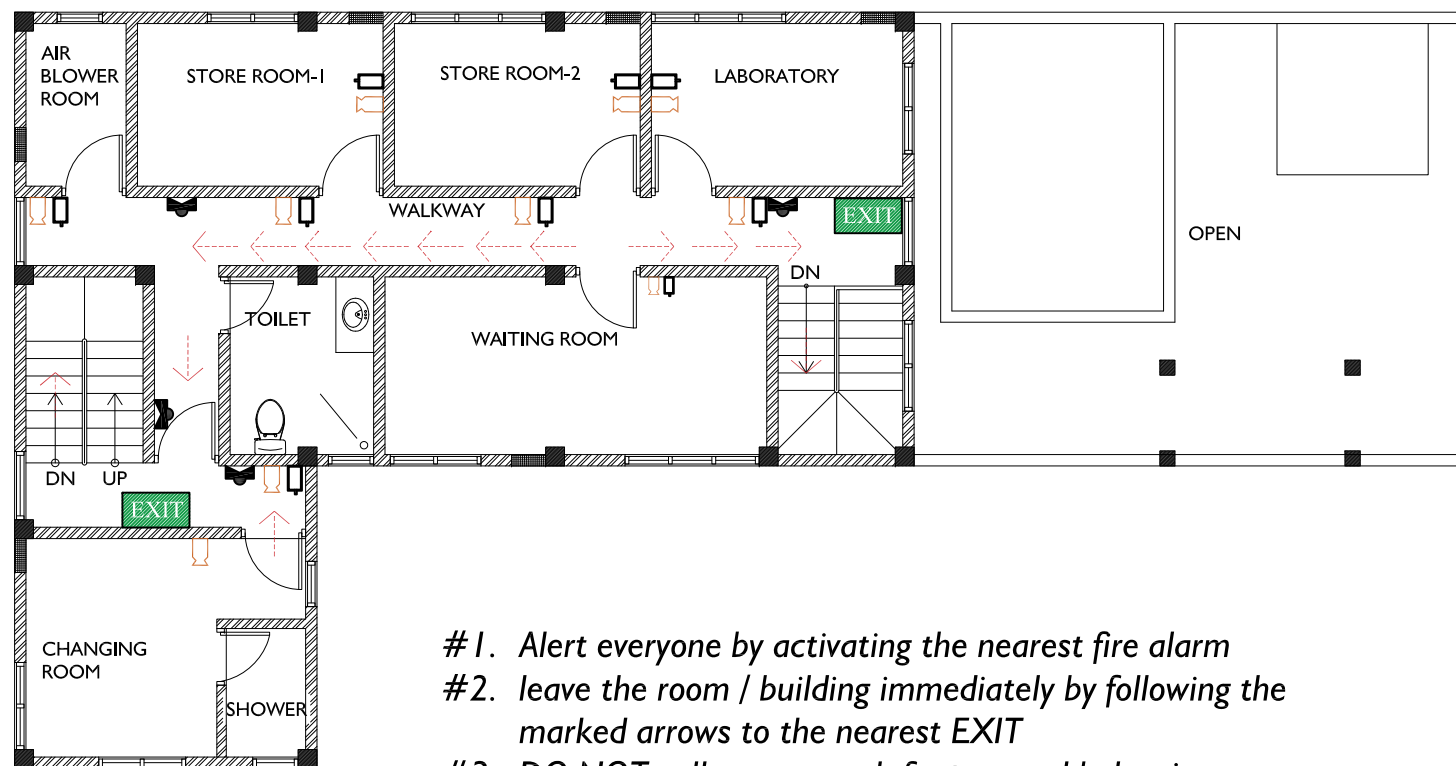 AIR
BLOWER
ROOM
STORE ROOM-1
STORE ROOM-2
LABORATORY
WALKWAY
EXIT
OPEN
DN
TOILET
WAITING ROOM
DN
UP
EXIT
CHANGING
ROOM
SHOWER
#1. Alert everyone by activating the nearest fire alarm
#2. leave the room / building immediately by following the
marked arrows to the nearest EXIT
DO NOT